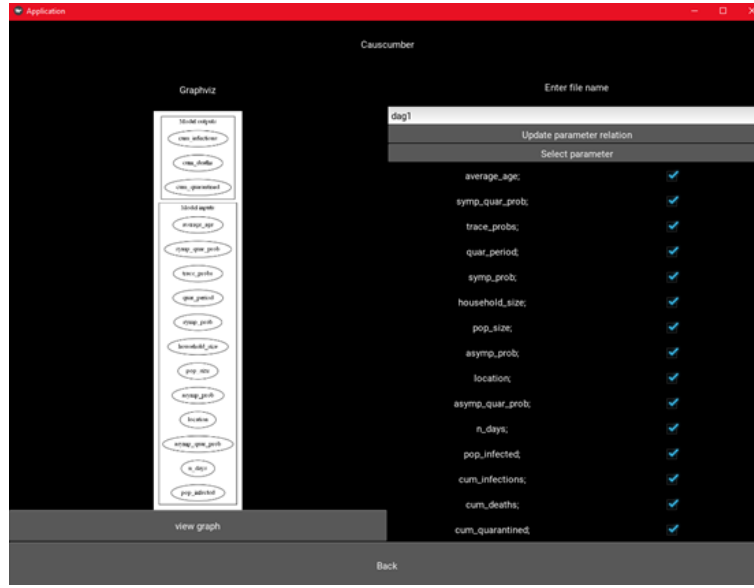 Application
Causcumber
Graphviz
Model outputs
cum_infections
cum_deaths
cum_quarantined
Model inputs
average_age
symp_quar_prob
trace_probs
quar_period
symp_prob
household_size
pop_size
asymp_prob
location
asymp_quar_prob
n_days
pop_infected
view graph
Enter file name
dag1
Update parameter relation
Select parameter
average_age;
symp_quar_prob;
trace_probs;
quar_period;
symp_prob;
household_size;
pop_size;
asymp_prob;
location;
asymp_quar_prob;
n_days;
pop_infected;
cum_infections;
cum_deaths;
cum_quarantined;
Back